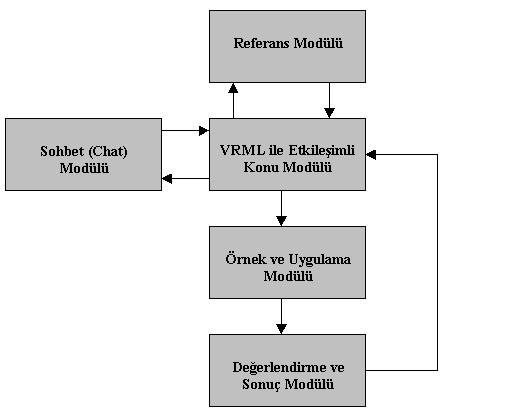 Referans Modülü
Sohbet (Chat)
Modülü
VRML ile Etkileşimli
Konu Modülü
Örnek ve Uygulama
Modülü
Değerlendirme ve
Sonuç Modülü